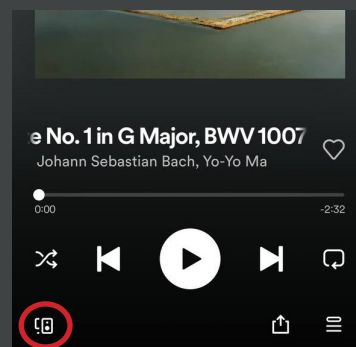 e No. 1 in G Major, BWV 1007
Johann Sebastian Bach, Yo-Yo Ma
0:00 -2:32